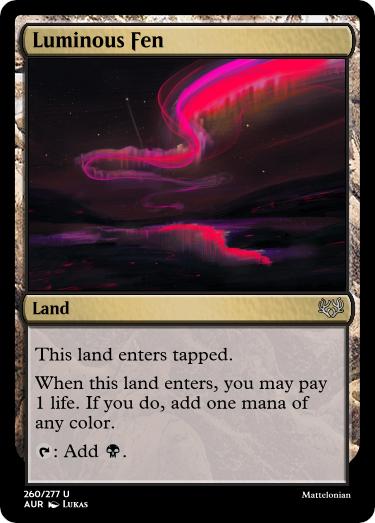 Luminous Fen
Land
This land enters tapped.
When this land enters, you may pay
1 life. If you do, add one mana of
any color.
: Add .
260/277 U
Mattelonian
AUR Lukas